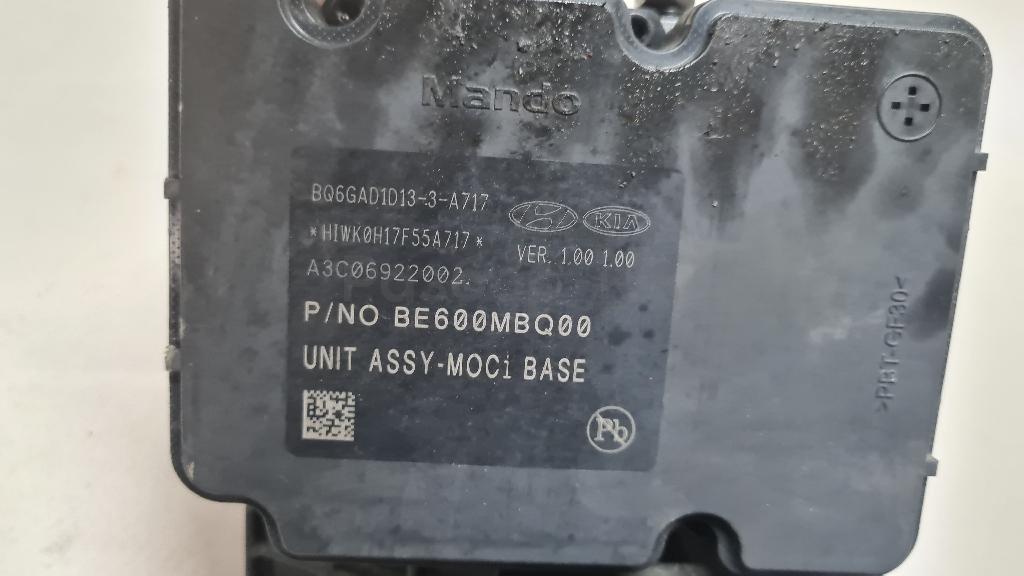 Mando
BQ6GAD1D13-3-A717
*HIWK0H17F55A717*
KIA
VER. 1.00 1.00
A3C06922002.
P/NO BE600MBQ00
UNIT ASSY-MOCi BASE
Pb
>PBT-GF30<